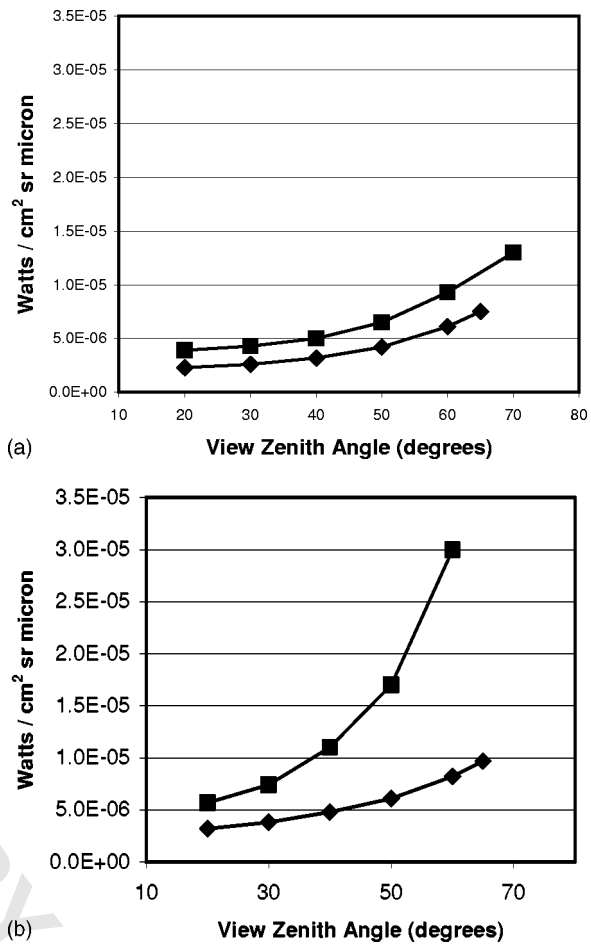 3.5E-05
3.0E-05
2.5E-05
2.0E-05
1.5E-05
1.0E-05
5.0E-06
0.0E+00
Watts / cm² sr micron
10 20 30 40 50 60 70 80
View Zenith Angle (degrees)
(a)
3.5E-05
3.0E-05
2.5E-05
2.0E-05
1.5E-05
1.0E-05
5.0E-06
0.0E+00
Watts / cm² sr micron
10 30 50 70
View Zenith Angle (degrees)
(b)